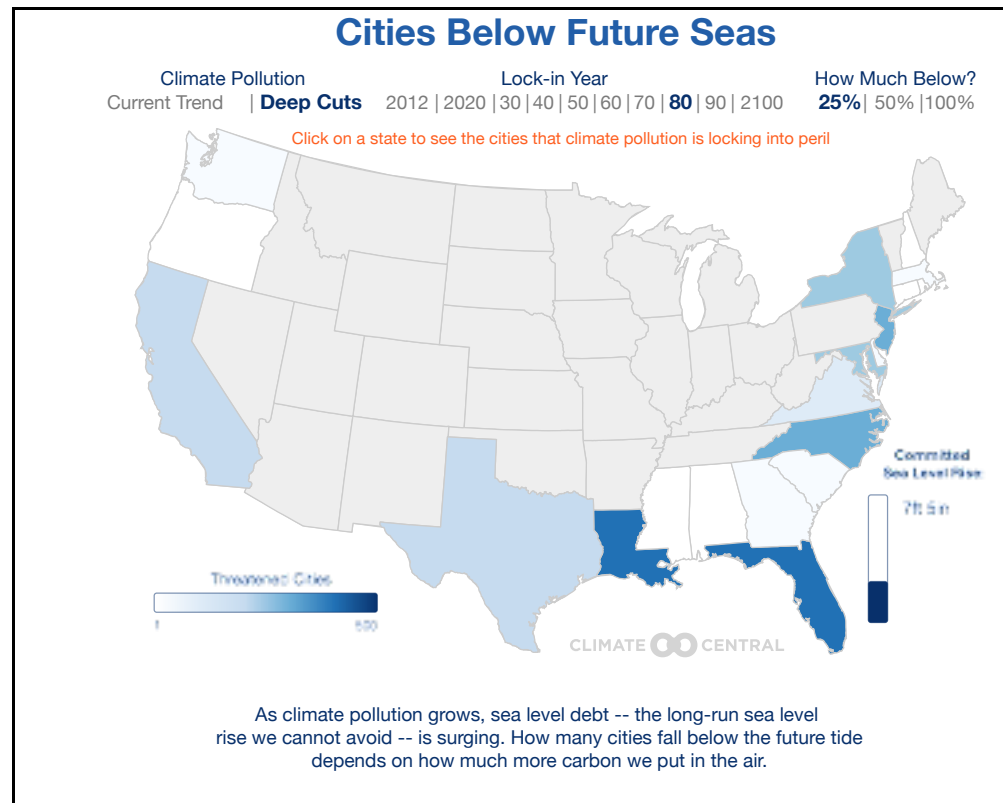 Cities Below Future Seas
Climate Pollution Lock-in Year How Much Below?
Current Trend | Deep Cuts 2012 | 2020 | 30 | 40 | 50 | 60 | 70 | 80 | 90 | 2100 25% | 50% | 100%
Click on a state to see the cities that climate pollution is locking into peril
Committed
Sea Level Rise:
7ft 5in
Threatened Cities
1
CLIMATE CENTRAL
As climate pollution grows, sea level debt -- the long-run sea level
rise we cannot avoid -- is surging. How many cities fall below the future tide
depends on how much more carbon we put in the air.